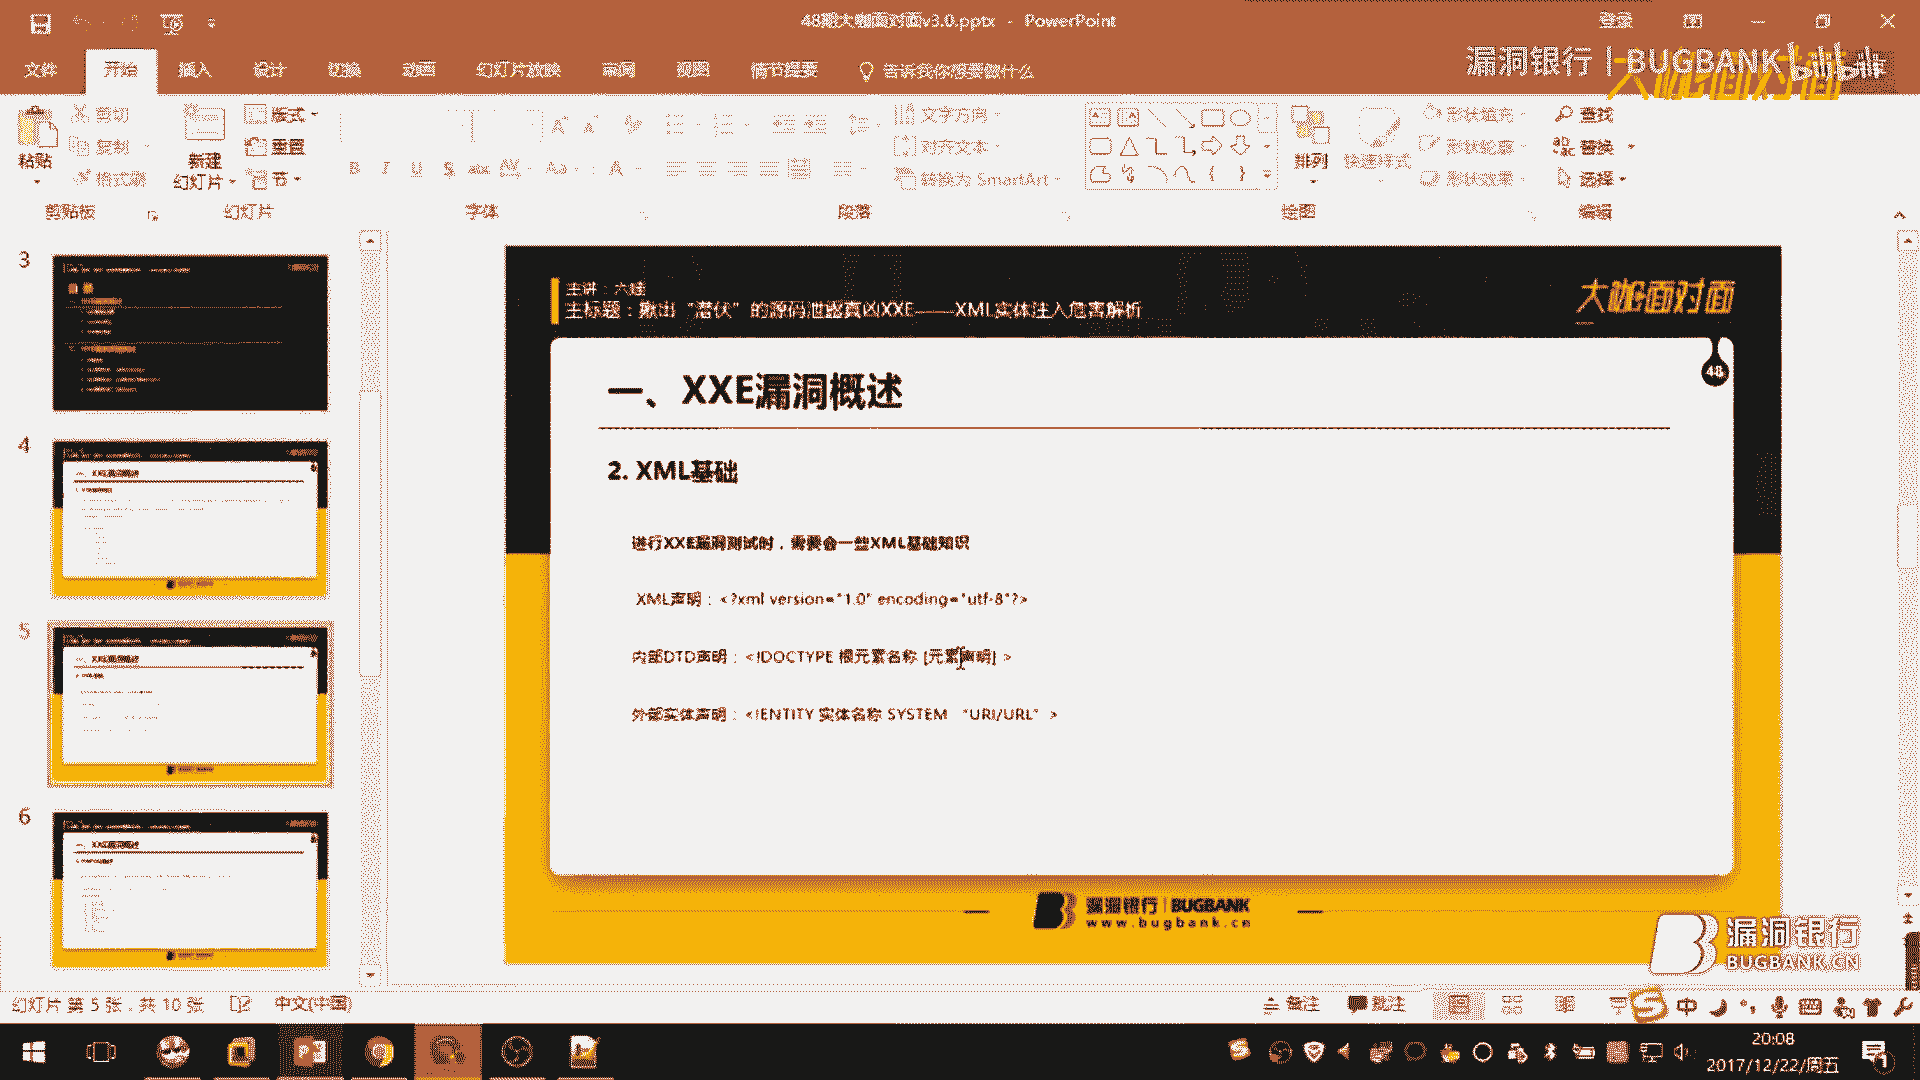 48期大咖面对面v3.0.pptx - PowerPoint
登录
漏洞银行 | BUGBANK bilibili
大咖面对面
文件 开始 插入 设计 切换 动画 幻灯片放映 审阅 视图 情节提要 告诉我你想要做什么
粘贴
剪切
复制
格式刷
剪贴板
新建
幻灯片
版式
重置
节
幻灯片
B I U S abc AV Aa A
字体
文字方向
对齐文本
转换为 SmartArt
段落
排列
快速样式
形状填充
形状轮廓
形状效果
绘图
查找
替换
选择
编辑
3
4
5
6
主讲：六娃
主标题：揪出“潜伏”的源码泄露真凶XXE——XML实体注入危害解析
大咖面对面
48
一、XXE漏洞概述
2. XML基础
进行XXE漏洞测试时，需要会一些XML基础知识
XML声明：<?xml version="1.0" encoding="utf-8"?>
内部DTD声明：<!DOCTYPE 根元素名称 [元素声明] >
外部实体声明：<!ENTITY 实体名称 SYSTEM “URI/URL” >
漏洞银行 | BUGBANK
www.bugbank.cn
漏洞银行
BUGBANK.CN
幻灯片 第 5 张，共 10 张 中文(中国)
备注 批注
中
20:08
2017/12/22/周五